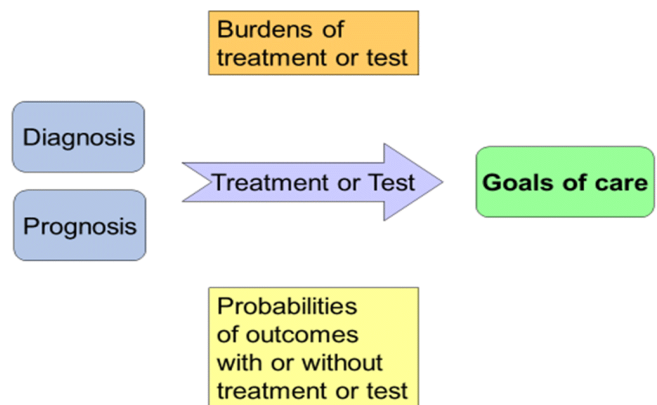 Burdens of
treatment or test
Diagnosis
Prognosis
Treatment or Test
Goals of care
Probabilities
of outcomes
with or without
treatment or test